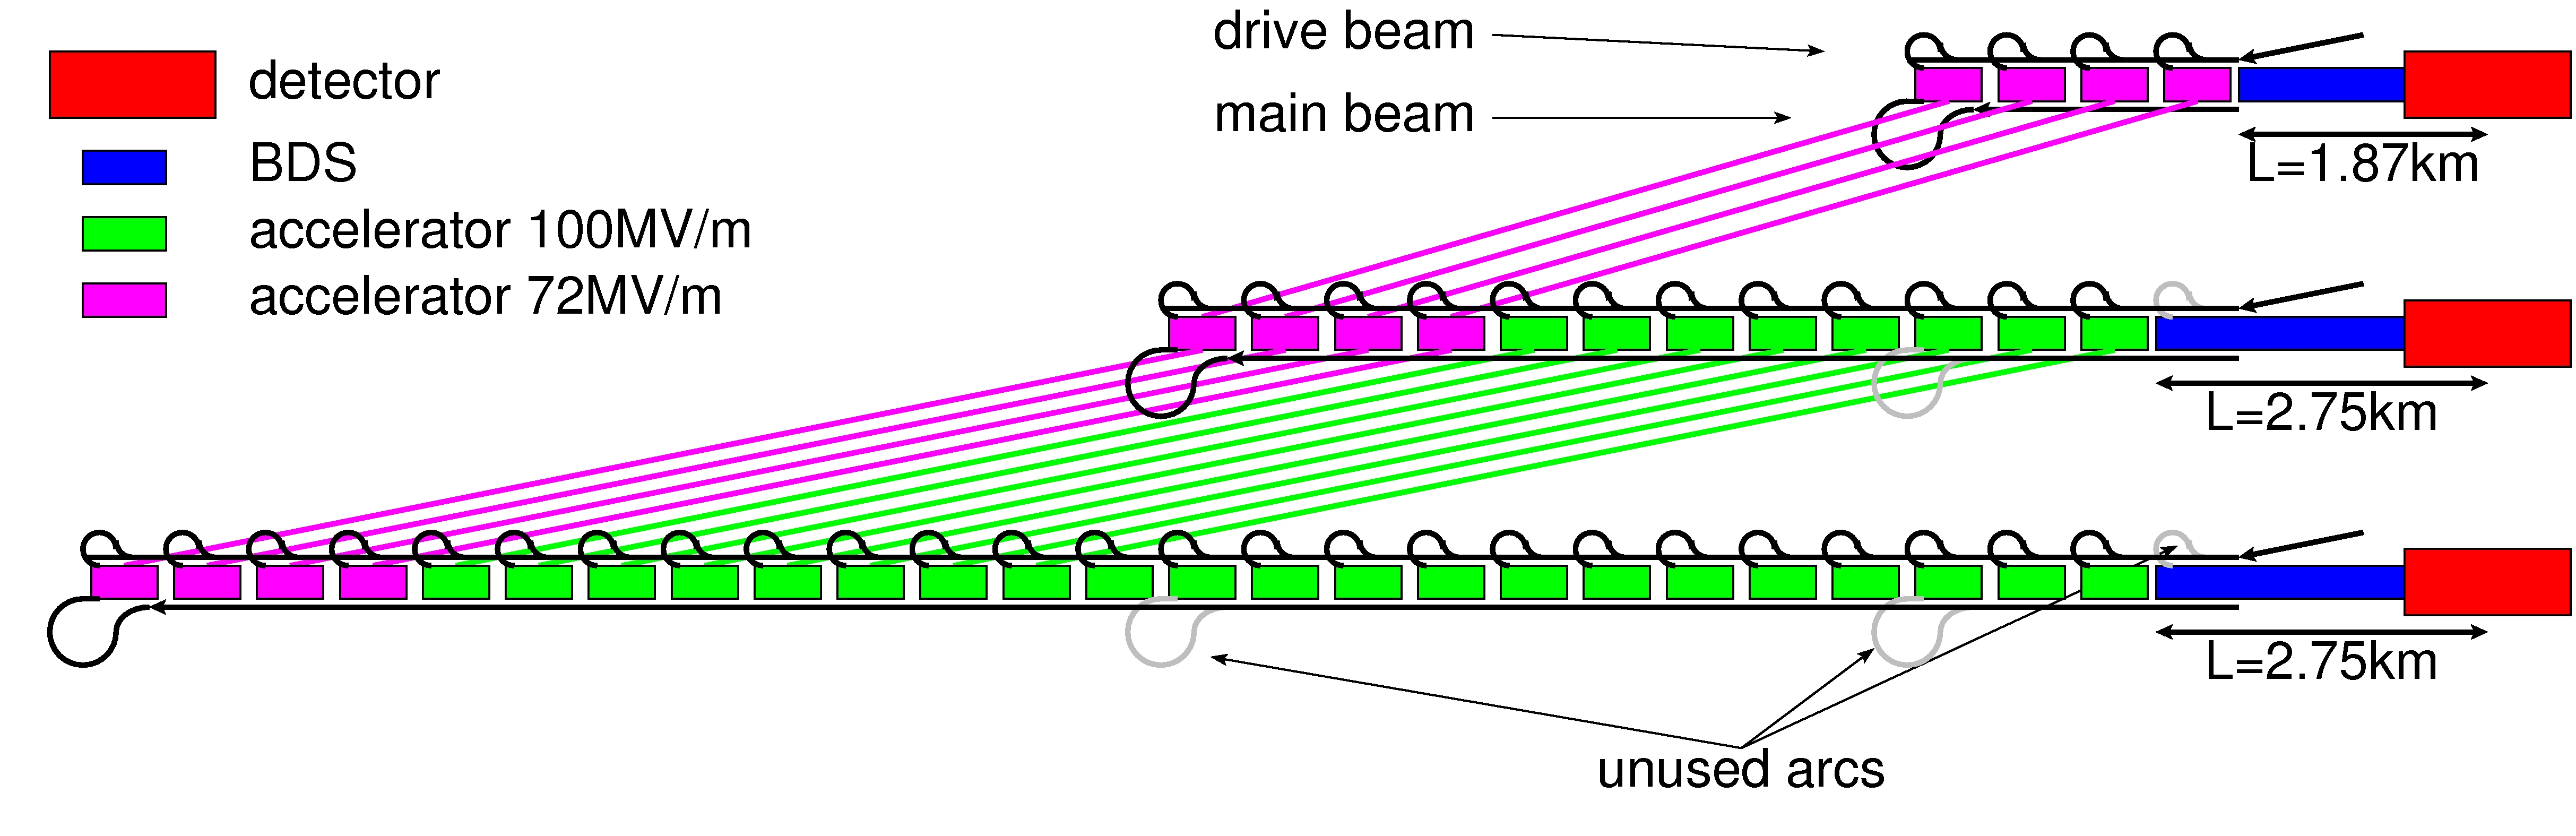 drive beam
main beam
detector
BDS
accelerator 100MV/m
accelerator 72MV/m
L=1.87km
L=2.75km
L=2.75km
unused arcs